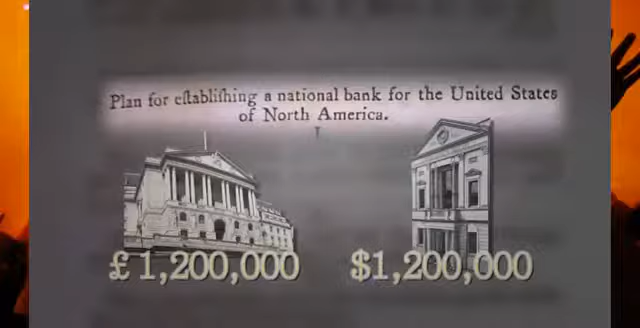 Plan for eſtabliſhing a national bank for the United States
of North America.
£1,200,000
$1,200,000